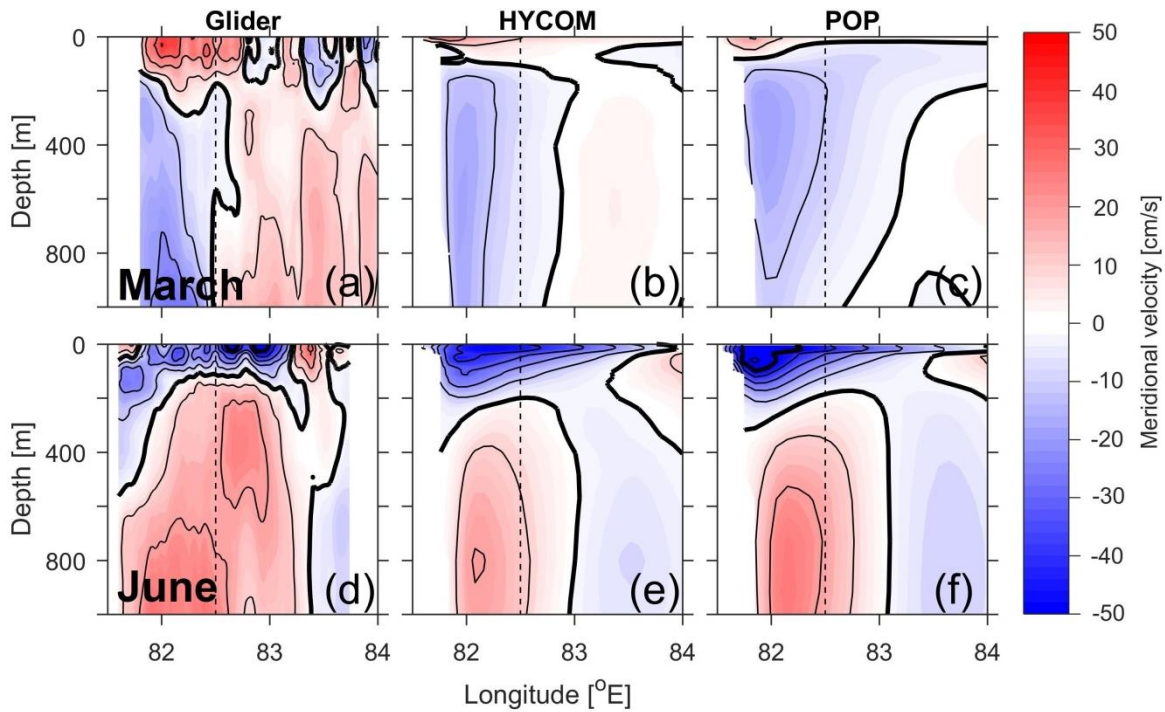 Glider HYCOM POP
0
400
800
Depth [m]
March (a) (b) (c)
0
400
800
Depth [m]
June (d) (e) (f)
82 83 84 82 83 84 82 83 84
Longitude [°E]
50
40
30
20
10
0
-10
-20
-30
-40
-50
Meridional velocity [cm/s]